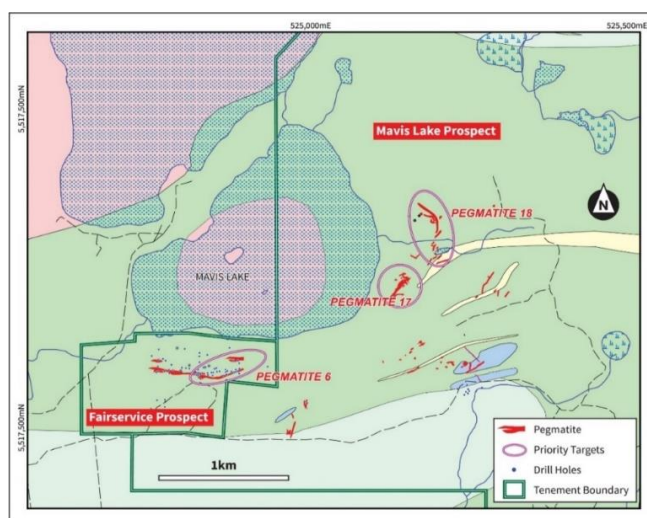 525,000mE
525,500mE
5,517,500mN
Mavis Lake Prospect
N
PEGMATITE 18
MAVIS LAKE
PEGMATITE 17
PEGMATITE 6
Fairservice Prospect
5,517,500mN
1km
Pegmatite
Priority Targets
Drill Holes
Tenement Boundary